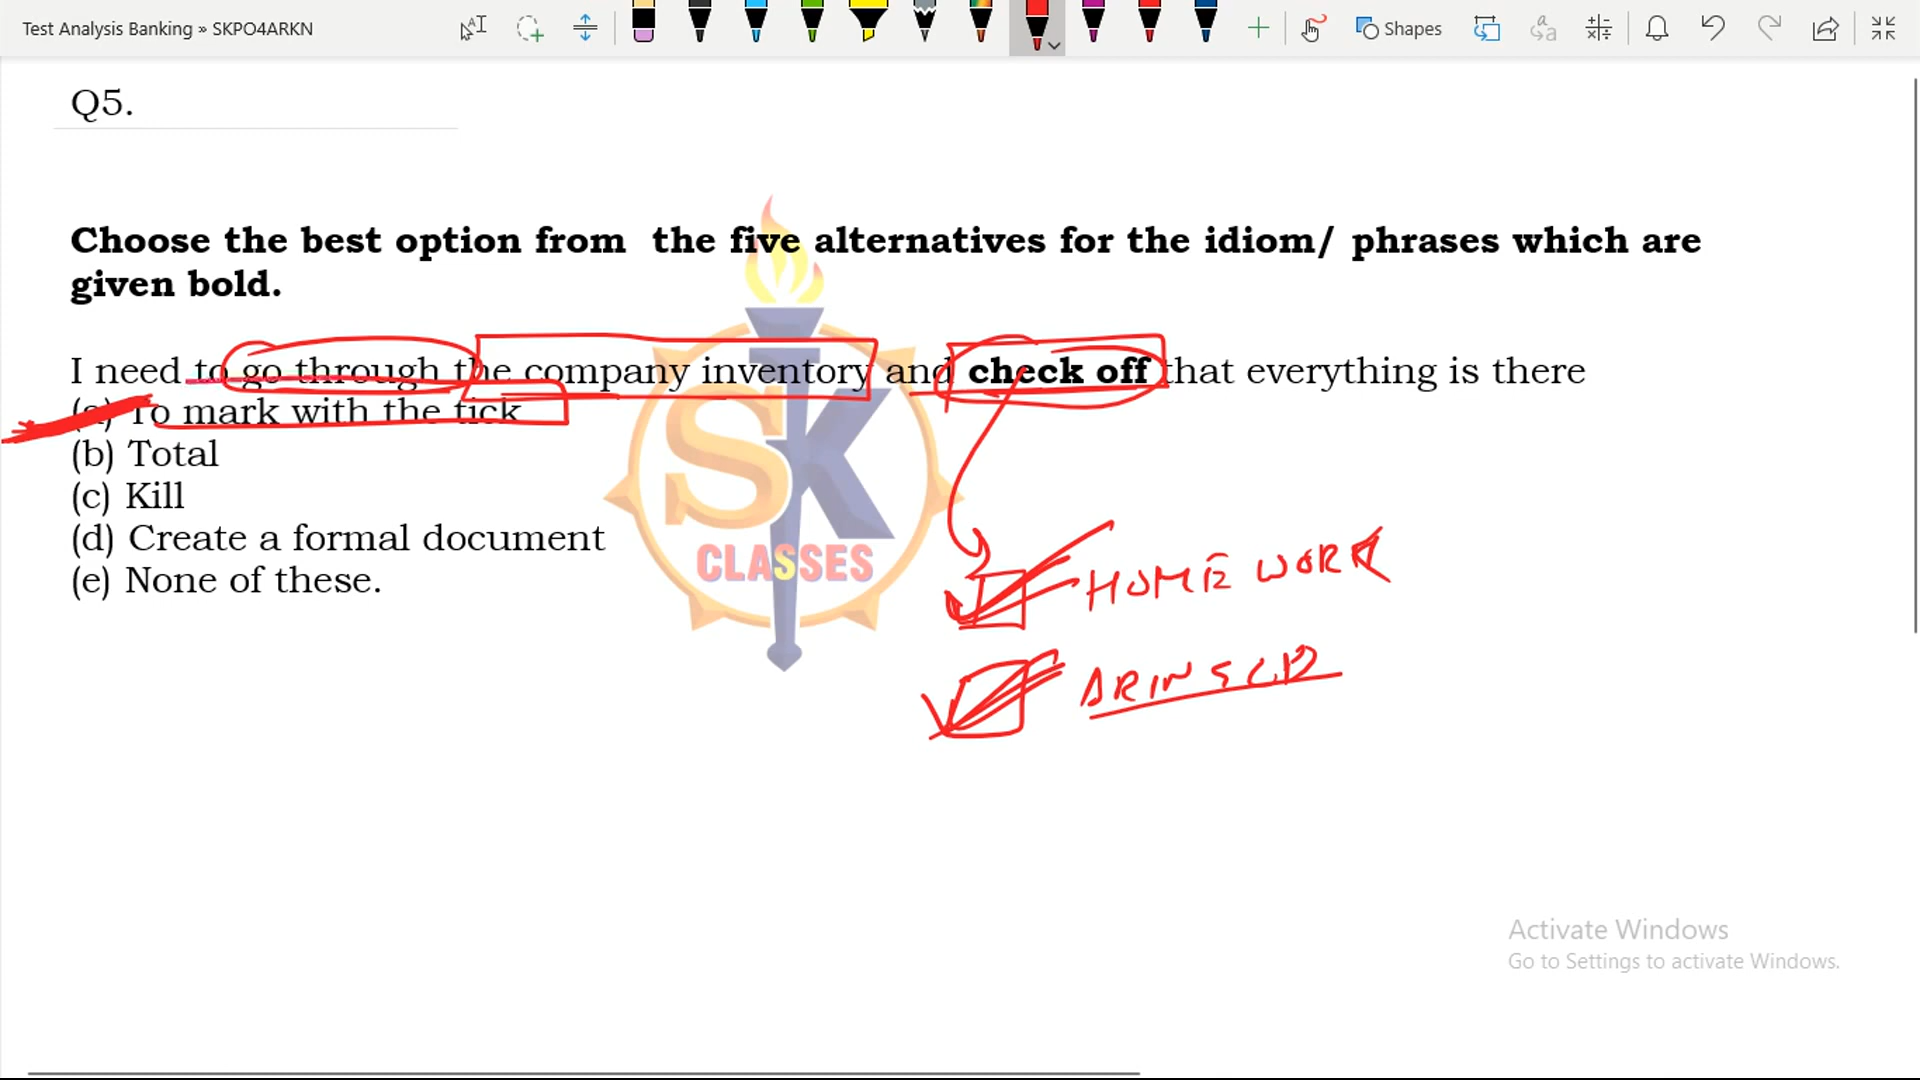 Test Analysis Banking » SKPO4ARKN
Shapes
Q5.
Choose the best option from the five alternatives for the idiom/ phrases which are
given bold.
I need to go through the company inventory and check off that everything is there
(a) To mark with the tick
(b) Total
(c) Kill
(d) Create a formal document
(e) None of these.
SK
CLASSES
HOME WORK
Activate Windows
Go to Settings to activate Windows.